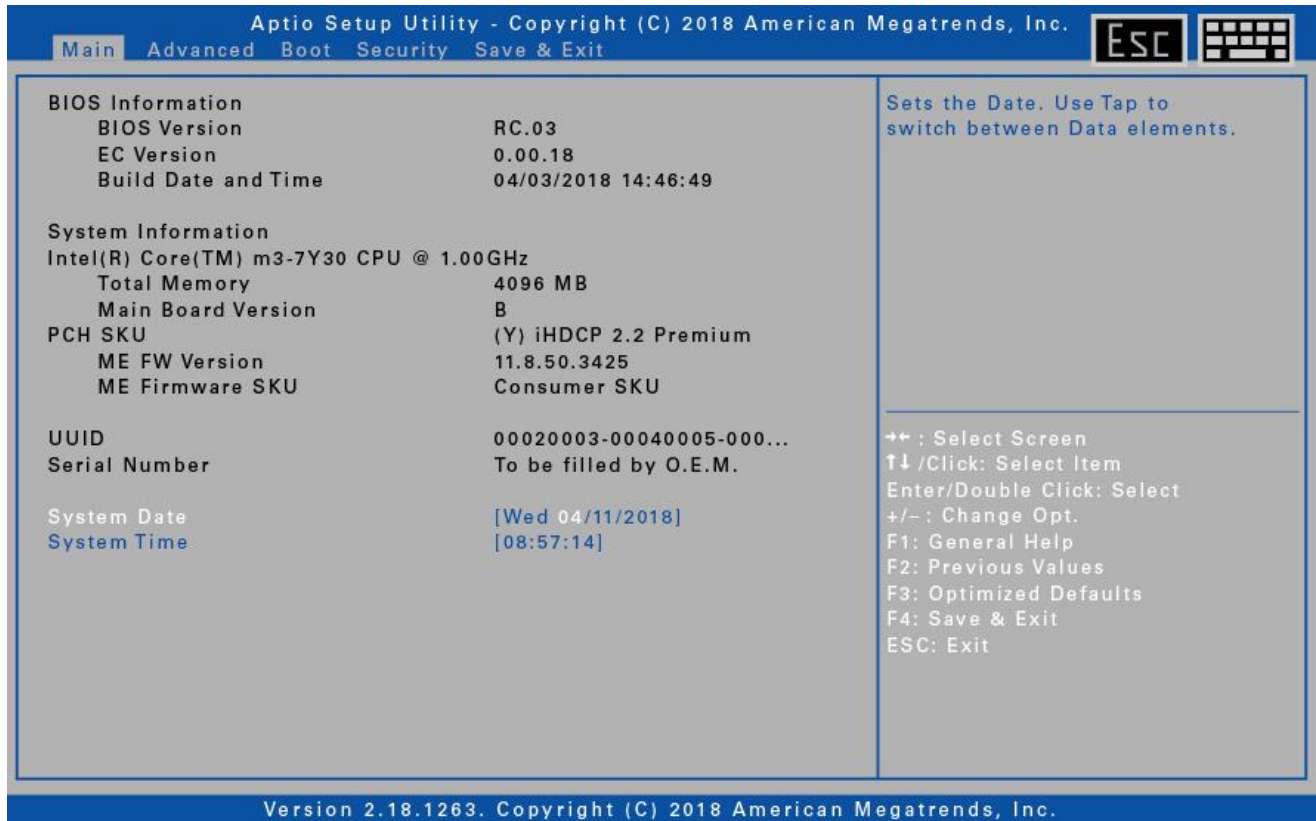 Aptio Setup Utility - Copyright (C) 2018 American Megatrends, Inc.
Main Advanced Boot Security Save & Exit
Esc
BIOS Information
BIOS Version RC.03
EC Version 0.00.18
Build Date and Time 04/03/2018 14:46:49
System Information
Intel(R) Core(TM) m3-7Y30 CPU @ 1.00GHz
Total Memory 4096 MB
Main Board Version B
PCH SKU (Y) iHDCP 2.2 Premium
ME FW Version 11.8.50.3425
ME Firmware SKU Consumer SKU
UUID 00020003-00040005-000...
Serial Number To be filled by O.E.M.
System Date [Wed 04/11/2018]
System Time [08:57:14]
Sets the Date. Use Tap to
switch between Data elements.
→← : Select Screen
↑↓ /Click: Select Item
Enter/Double Click: Select
+/− : Change Opt.
F1: General Help
F2: Previous Values
F3: Optimized Defaults
F4: Save & Exit
ESC: Exit
Version 2.18.1263. Copyright (C) 2018 American Megatrends, Inc.